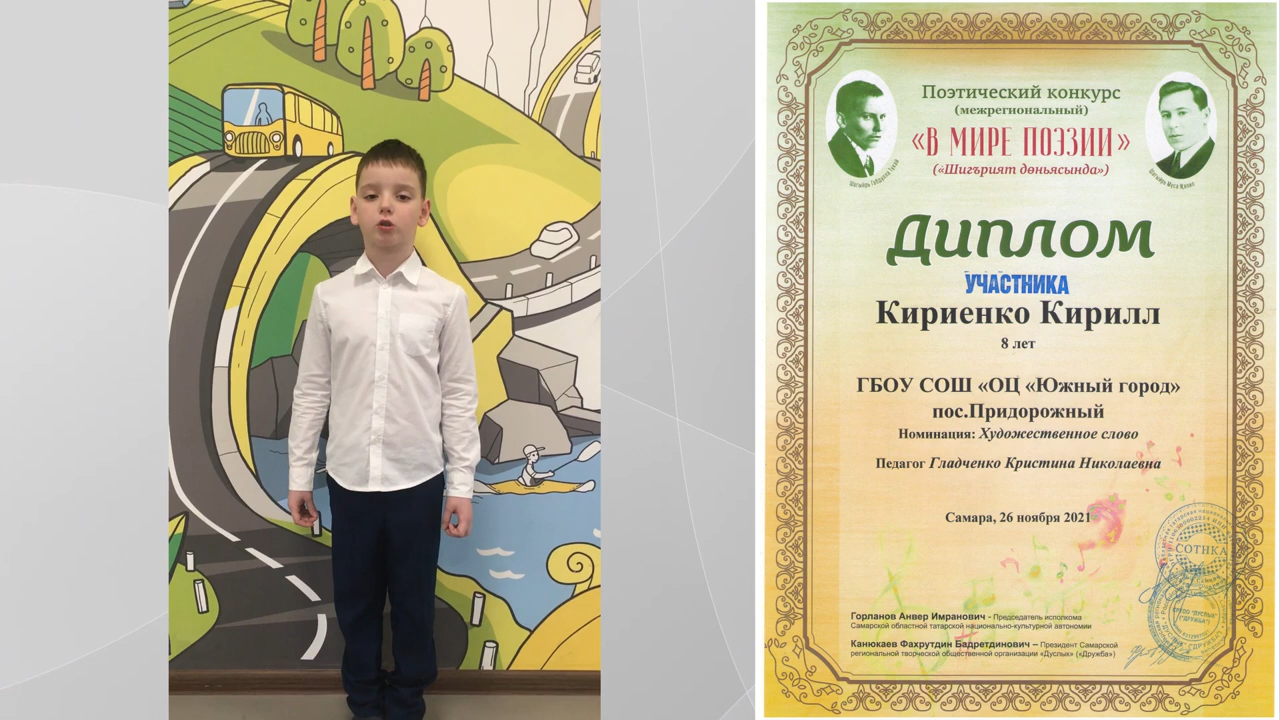 Поэтический конкурс
(межрегиональный)
«В МИРЕ ПОЭЗИИ»
(«Шигърият дөньясында»)
Диплом
УЧАСТНИКА
Кириенко Кирилл
8 лет
ГБОУ СОШ «ОЦ «Южный город»
пос.Придорожный
Номинация: Художественное слово
Педагог Гладченко Кристина Николаевна
Самара, 26 ноября 2021
СОТНКА
Горланов Анвер Имранович - Председатель исполкома
Самарской областной татарской национально-культурной автономии
Канюкаев Фахрутдин Бадретдинович – Президент Самарской
региональной творческой общественной организации «Дуслык» («Дружба»)